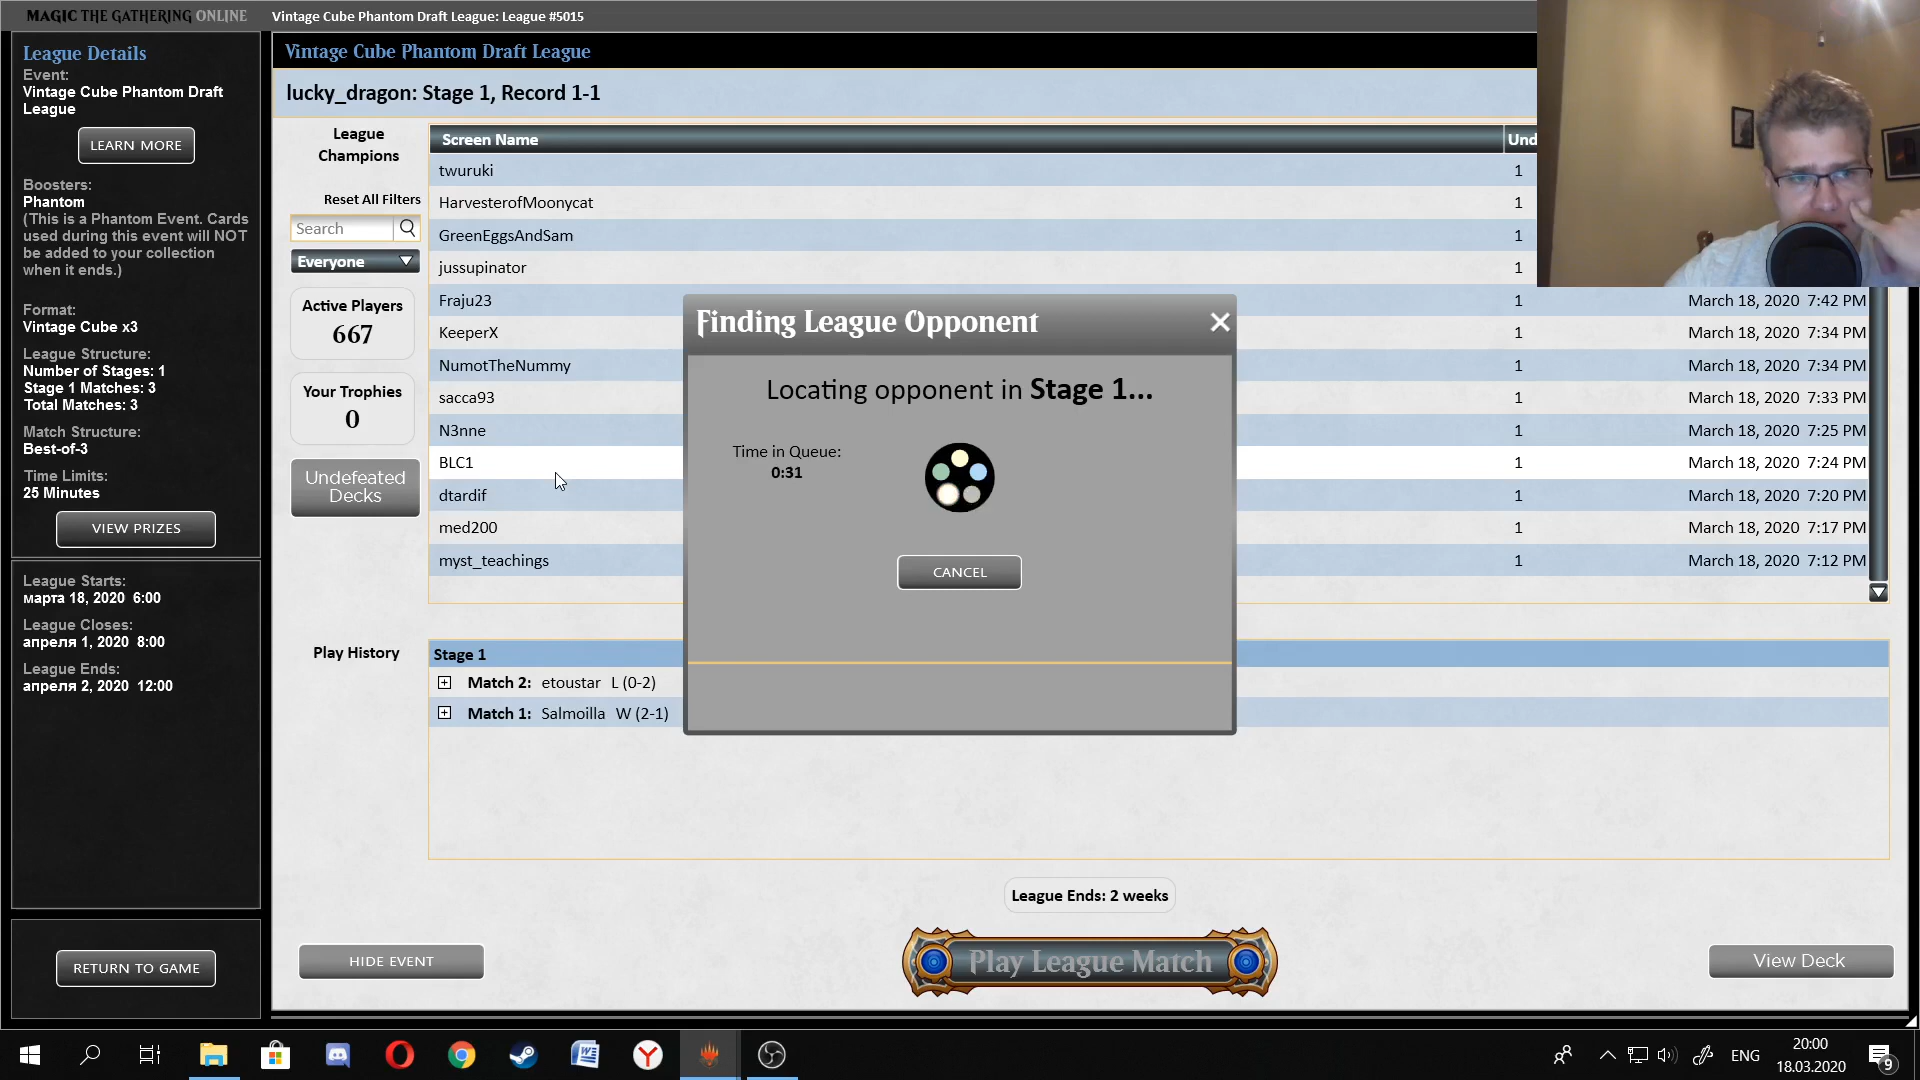 MAGIC THE GATHERING ONLINE
Vintage Cube Phantom Draft League: League #5015
League Details
Event:
Vintage Cube Phantom Draft
League
LEARN MORE
Boosters:
Phantom
(This is a Phantom Event. Cards
used during this event will NOT
be added to your collection
when it ends.)
Format:
Vintage Cube x3
League Structure:
Number of Stages: 1
Stage 1 Matches: 3
Total Matches: 3
Match Structure:
Best-of-3
Time Limits:
25 Minutes
VIEW PRIZES
League Starts:
марта 18, 2020 6:00
League Closes:
апреля 1, 2020 8:00
League Ends:
апреля 2, 2020 12:00
RETURN TO GAME
Vintage Cube Phantom Draft League
lucky_dragon: Stage 1, Record 1-1
League
Champions
Reset All Filters
Search
Everyone
Active Players
667
Your Trophies
0
Undefeated
Decks
Screen Name Und
twuruki 1
HarvesterofMoonycat 1
GreenEggsAndSam 1
jussupinator 1
Fraju23 1 March 18, 2020 7:42 PM
KeeperX 1 March 18, 2020 7:34 PM
NumotTheNummy 1 March 18, 2020 7:34 PM
sacca93 1 March 18, 2020 7:33 PM
N3nne 1 March 18, 2020 7:25 PM
BLC1 1 March 18, 2020 7:24 PM
dtardif 1 March 18, 2020 7:20 PM
med200 1 March 18, 2020 7:17 PM
myst_teachings 1 March 18, 2020 7:12 PM
Finding League Opponent
Locating opponent in Stage 1...
Time in Queue:
0:31
CANCEL
Play History
Stage 1
Match 2: etoustar L (0-2)
Match 1: Salmoilla W (2-1)
League Ends: 2 weeks
HIDE EVENT
Play League Match
View Deck
ENG
20:00
18.03.2020
9